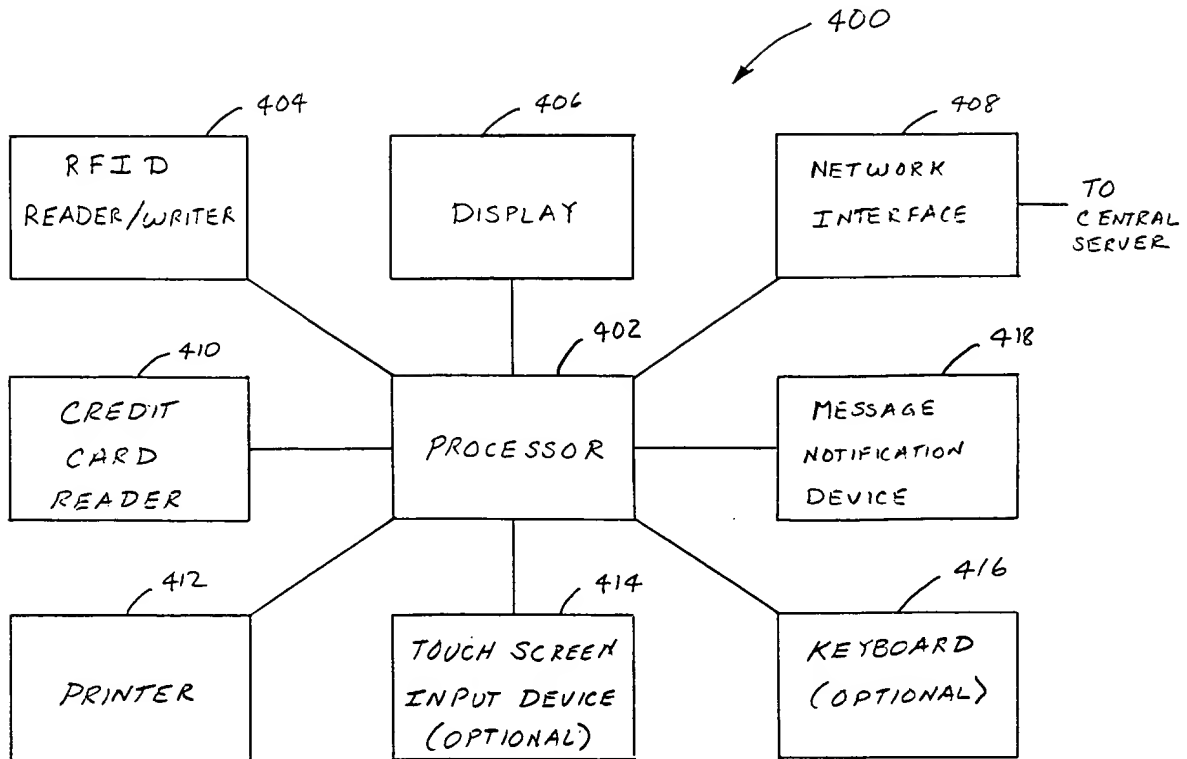 400
404
RFID
READER/WRITER
406
DISPLAY
408
NETWORK
INTERFACE
TO
CENTRAL
SERVER
410
CREDIT
CARD
READER
402
PROCESSOR
418
MESSAGE
NOTIFICATION
DEVICE
412
PRINTER
414
TOUCH SCREEN
INPUT DEVICE
(OPTIONAL)
416
KEYBOARD
(OPTIONAL)